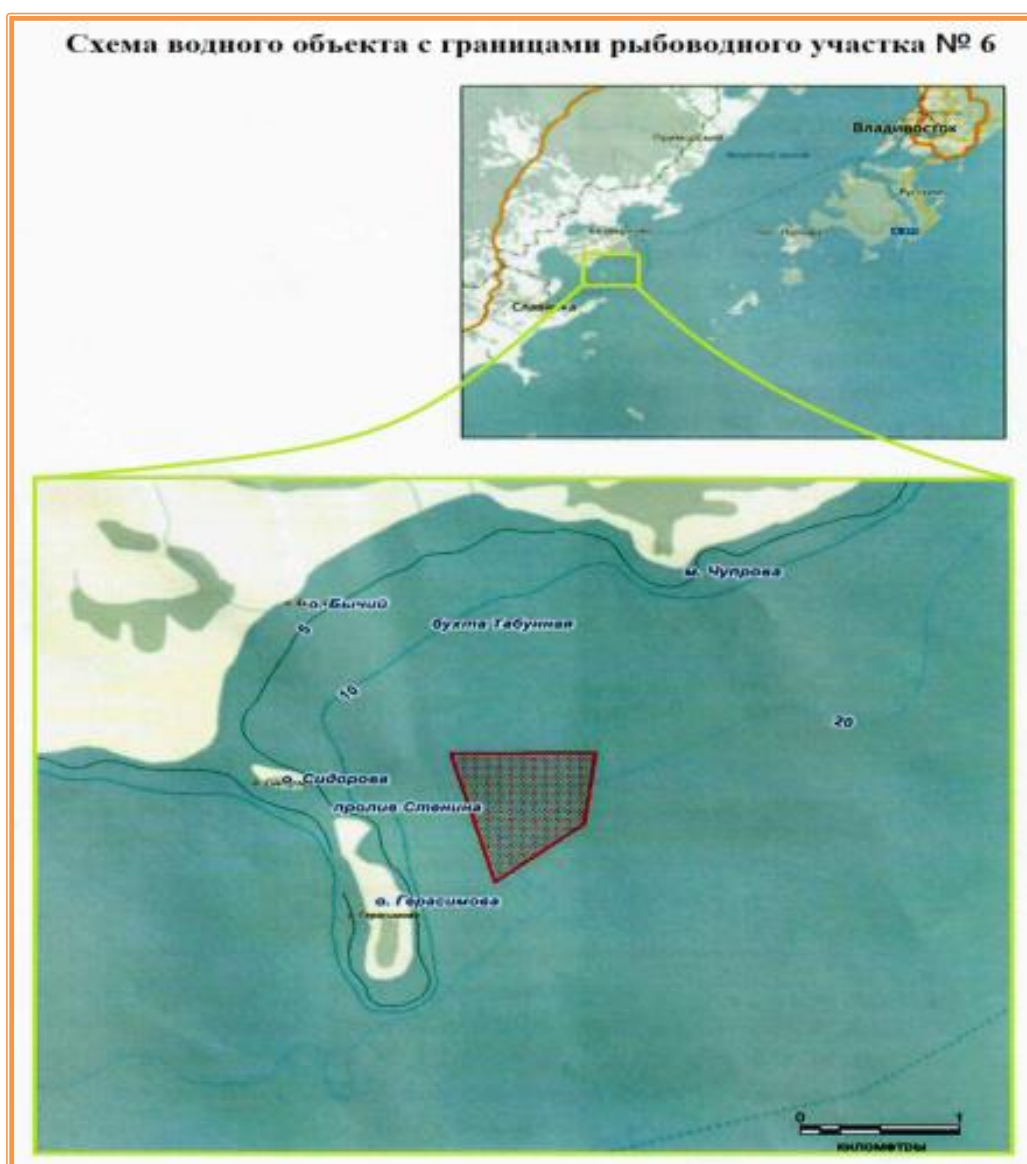 Схема водного объекта с границами рыбоводного участка № 6
Владивосток
Славянка
м. Чупрова
о. Бычий
бухта Табунная
5
10
20
о. Сидорова
пролив Стенина
о. Герасимова
0 1
километры